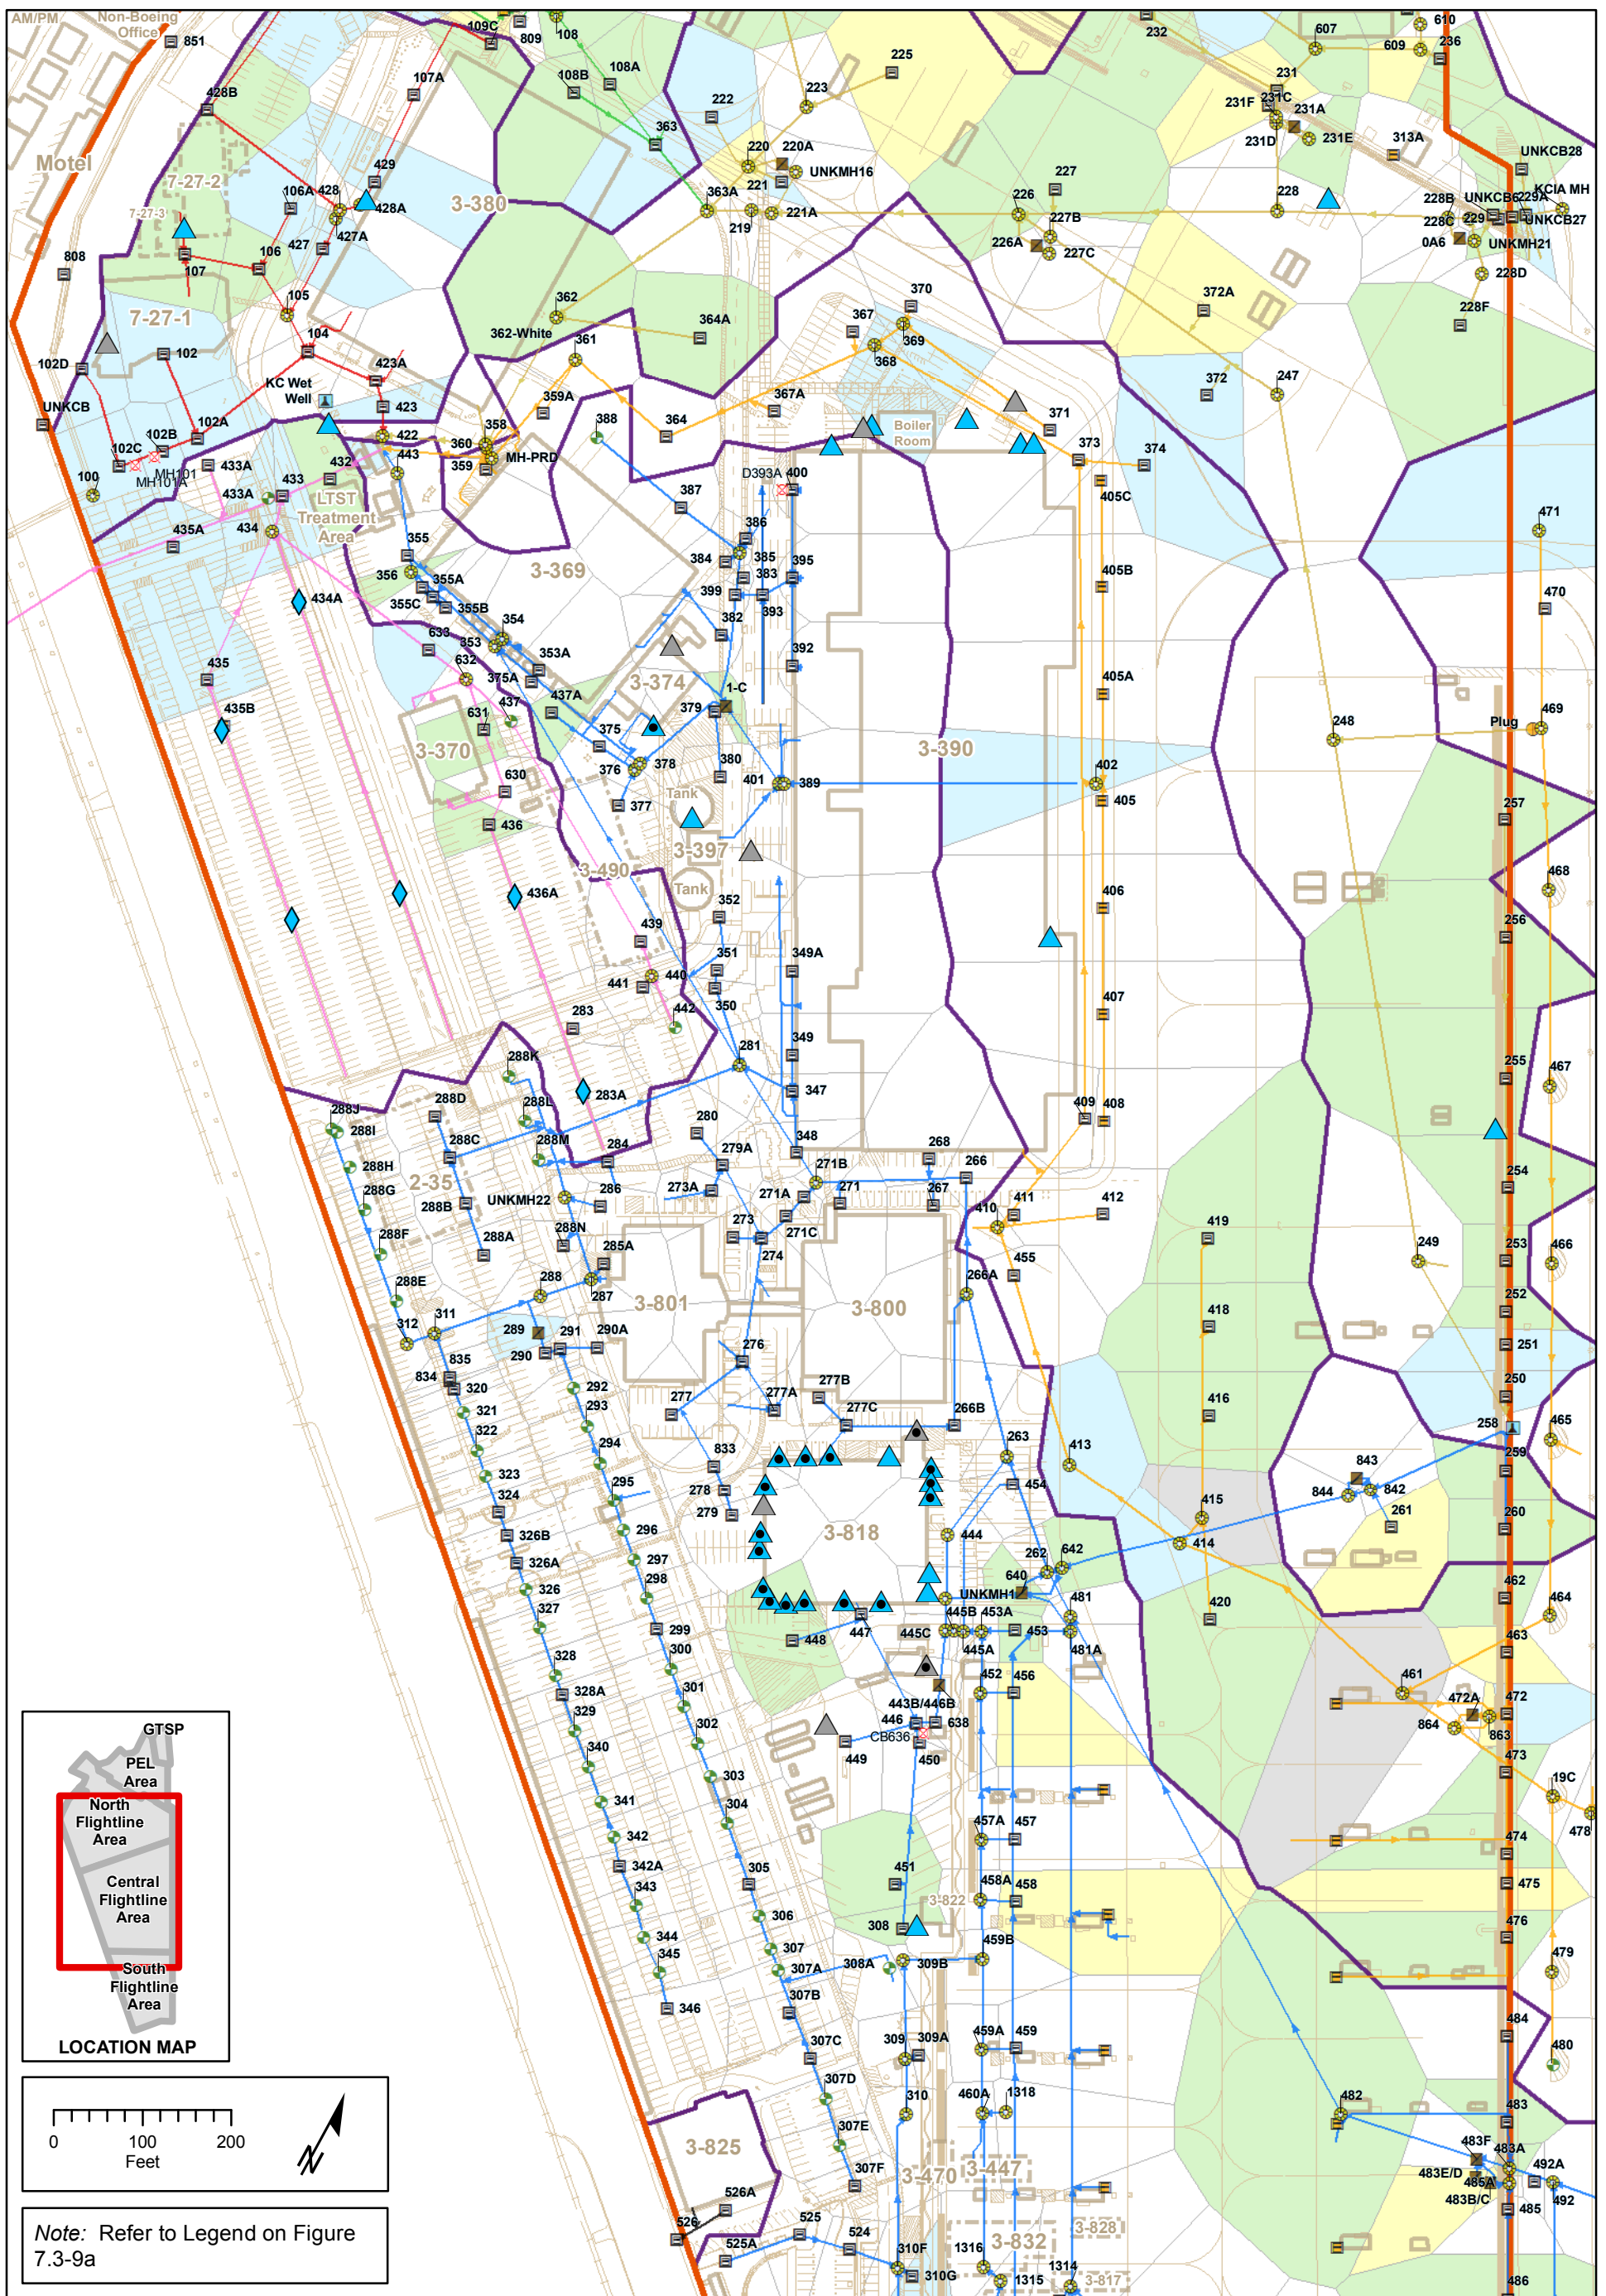 AM/PM
Non-Boeing
Office
851
109C
809
108
232
607
609
610
236
428B
107A
108B
108A
225
223
222
363
231
231C
231F
231A
231D
231E
313A
UNKCB28
Motel
7-27-2
429
106A
428
428A
3-380
220
220A
221
UNKMH16
227
226
228
228B
UNKCB6
229A
KCIA MH
7-27-3
427
427A
363A
219
221A
227B
226A
227C
228C
229
UNKCB27
0A6
UNKMH21
228D
808
107
106
105
7-27-1
362
362-White
364A
370
367
369
368
372A
228F
102D
102
104
361
423A
KC Wet
Well
423
359A
388
364
367A
371
372
247
UNKCB
102A
102B
102C
422
358
360
MH-PRD
359
Boiler
Room
373
374
MH101
MH101A
100
433A
432
443
433A
433
D393A
400
387
405C
LTST
Treatment
Area
435A
434
471
355
386
384
385
3-369
356
355A
395
383
405B
434A
355C
355B
399
393
470
354
382
633
353
353A
392
632
375A
3-374
405A
435
1-C
437A
437
379
435B
631
375
Plug
469
3-370
3-390
248
376
378
380
401
389
402
630
Tank
377
405
257
436
3-397
3-490
468
436A
Tank
406
352
256
439
351
349A
440
441
350
407
442
283
349
255
467
281
288K
283A
347
288J
288D
288L
280
409
408
288I
288C
288M
284
348
279A
268
254
288H
2-35
271B
266
288G
UNKMH22
286
273A
271A
271
267
411
412
288B
410
288F
288N
273
271C
419
249
253
466
288A
285A
274
455
288E
288
287
3-801
3-800
266A
252
312
311
289
291
290A
418
251
290
276
835
834
320
292
277
277A
277B
250
416
321
293
277C
266B
258
465
322
294
263
413
259
833
323
843
295
278
454
844
842
324
279
415
261
326B
296
3-818
444
260
326A
297
262
642
414
326
298
UNKMH1
640
462
464
327
445B
453A
481
420
299
448
447
445C
453
463
300
445A
481A
328
452
456
461
301
328A
443B/446B
472A
472
329
302
446
638
864
863
340
CB636
449
450
473
303
19C
341
304
457A
457
474
478
342
342A
305
451
458A
458
475
343
3-822
306
308
476
344
307
459B
345
307A
308A
309B
479
346
307B
484
307C
309
309A
459A
459
480
307D
310
460A
1318
482
483
307E
3-825
483F
483A
492A
3-470
3-447
307F
483E/D
485A
492
526A
483B/C
485
526
525
3-832
3-828
525A
524
310F
1316
1314
310G
1315
3-817
486
GTSP
PEL
Area
North
Flightline
Area
Central
Flightline
Area
South
Flightline
Area
LOCATION MAP
0 100 200
Feet
N
Note: Refer to Legend on Figure
7.3-9a